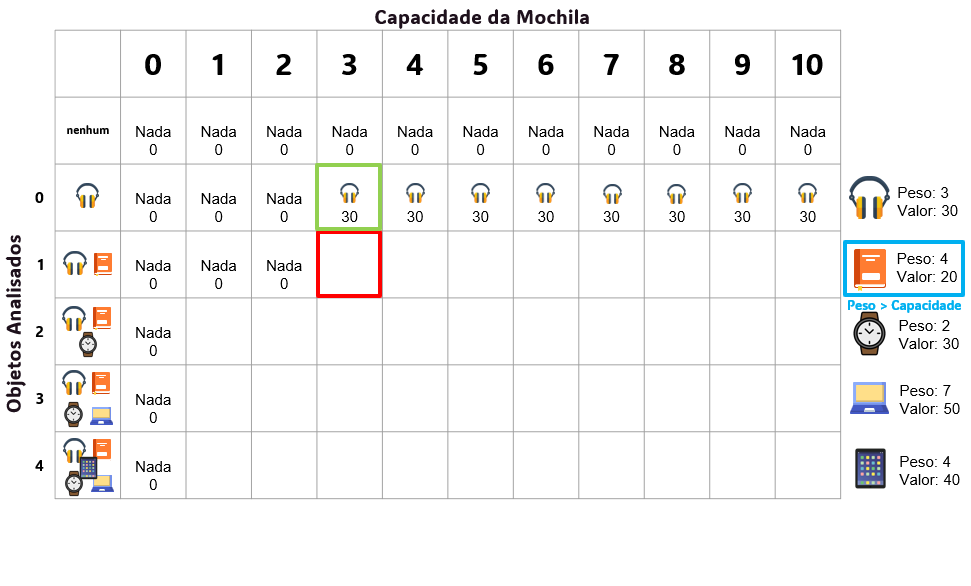 Capacidade da Mochila
0 1 2 3 4 5 6 7 8 9 10
nenhum
Nada Nada Nada Nada Nada Nada Nada Nada Nada Nada Nada
0 0 0 0 0 0 0 0 0 0 0
Objetos Analisados
0
Nada Nada Nada
0 0 0 30 30 30 30 30 30 30 30
Peso: 3
Valor: 30
1
Nada Nada Nada
0 0 0
Peso: 4
Valor: 20
Peso > Capacidade
2
Nada
0
Peso: 2
Valor: 30
3
Nada
0
Peso: 7
Valor: 50
4
Nada
0
Peso: 4
Valor: 40